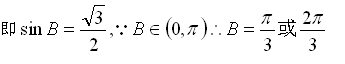 即 sin B = √3/2 ,∵ B ∈ (0,π) ∴ B = π/3 或 2π/3